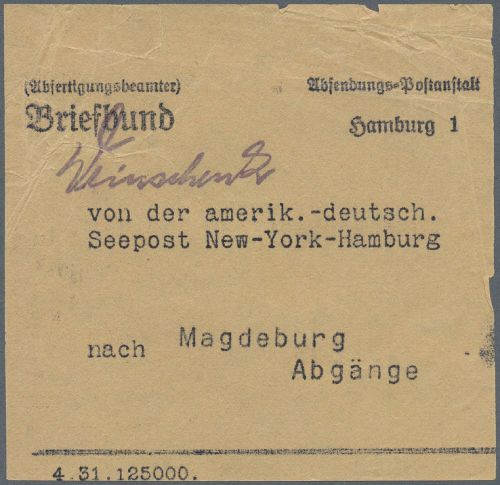 (Abfertigungsbeamter) Absendungs-Postanstalt
Briefbund Hamburg 1
Weinschenk
von der amerik.-deutsch.
Seepost New-York-Hamburg
nach Magdeburg
Abgänge
4.31.125000.